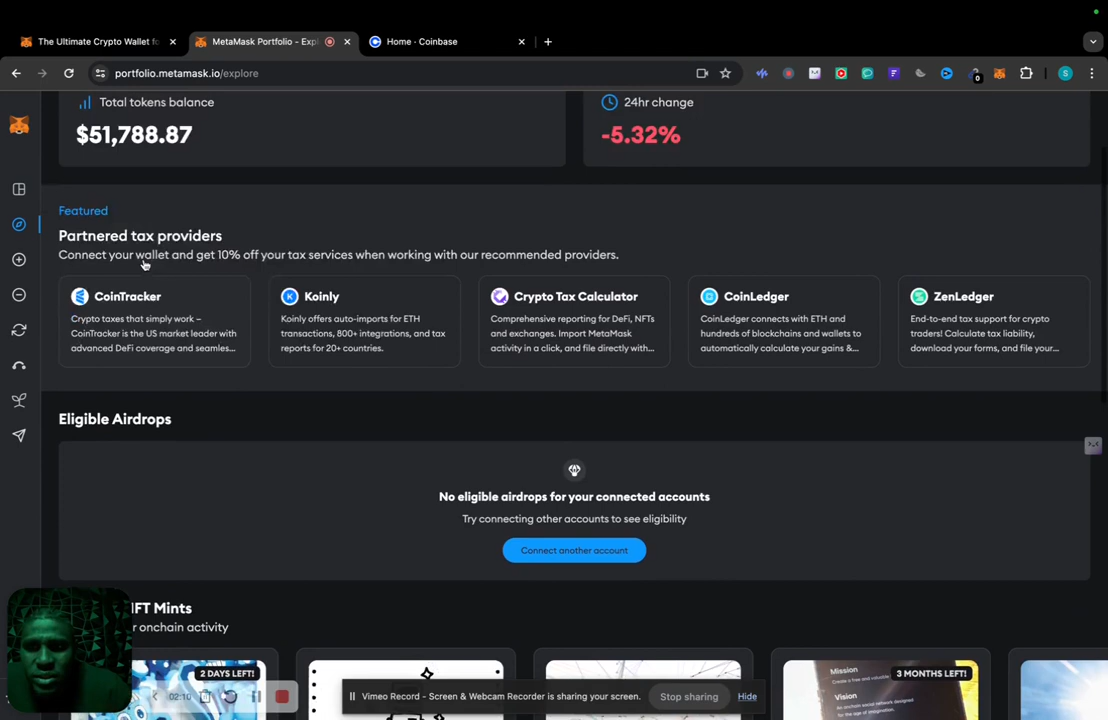 The Ultimate Crypto Wallet fo
MetaMask Portfolio - Expl
Home - Coinbase
portfolio.metamask.io/explore
0
S
Total tokens balance
$51,788.87
24hr change
-5.32%
Featured
Partnered tax providers
Connect your wallet and get 10% off your tax services when working with our recommended providers.
CoinTracker
Crypto taxes that simply work –
CoinTracker is the US market leader with
advanced DeFi coverage and seamles...
Koinly
Koinly offers auto-imports for ETH
transactions, 800+ integrations, and tax
reports for 20+ countries.
Crypto Tax Calculator
Comprehensive reporting for DeFi, NFTs
and exchanges. Import MetaMask
activity in a click, and file directly with...
CoinLedger
CoinLedger connects with ETH and
hundreds of blockchains and wallets to
automatically calculate your gains &...
ZenLedger
End-to-end tax support for crypto
traders! Calculate tax liability,
download your forms, and file your...
Eligible Airdrops
No eligible airdrops for your connected accounts
Try connecting other accounts to see eligibility
Connect another account
NFT Mints
r onchain activity
2 DAYS LEFT!
Mission
Vision
3 MONTHS LEFT!
02:10
Vimeo Record - Screen & Webcam Recorder is sharing your screen.
Stop sharing
Hide